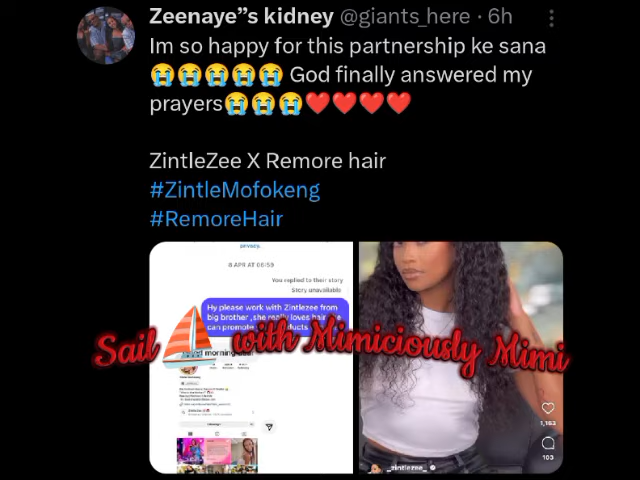 Zeenaye”s kidney @giants_here · 6h
Im so happy for this partnership ke sana
😭😭😭😭😭 God finally answered my
prayers😭😭😭❤️❤️❤️❤️
ZintleZee X Remore hair
#ZintleMofokeng
#RemoreHair
privacy.
8 APR AT 06:59
You replied to their story
Story unavailable
Hy please work with Zintlezee from
big brother ,she really loves hair
can promote
morning
Sail⛵ with Mimiciously Mimi
1,163
103
_zintlezee_